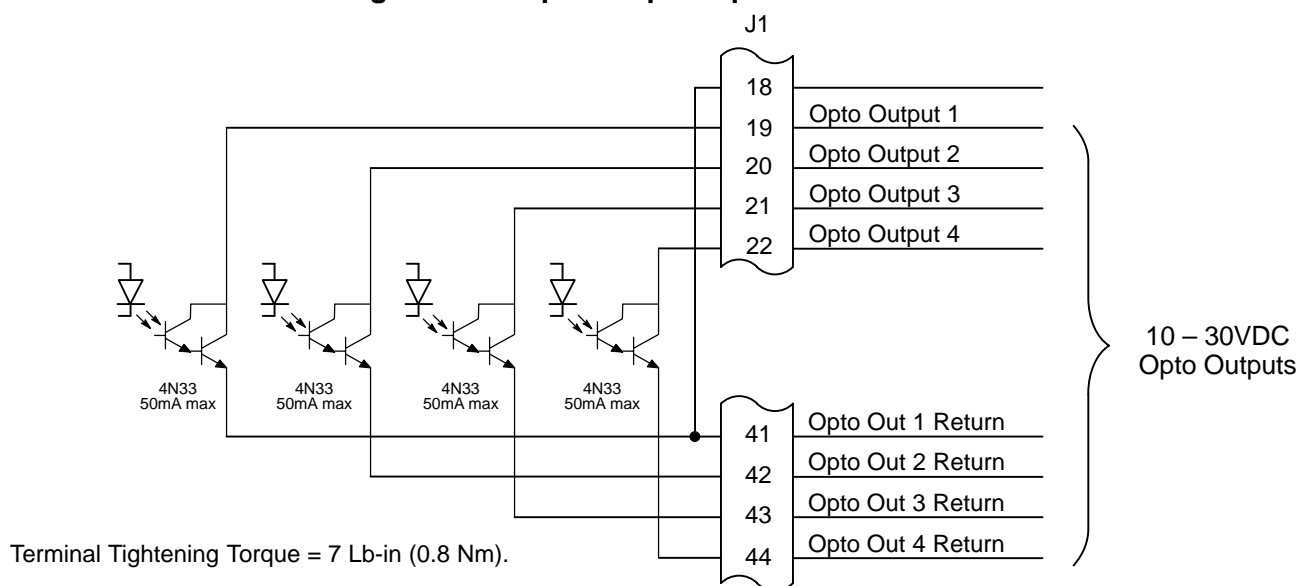 J1
18
19 Opto Output 1
20 Opto Output 2
21 Opto Output 3
22 Opto Output 4
4N33
50mA max
4N33
50mA max
4N33
50mA max
4N33
50mA max
10 – 30VDC
Opto Outputs
41 Opto Out 1 Return
42 Opto Out 2 Return
43 Opto Out 3 Return
44 Opto Out 4 Return
Terminal Tightening Torque = 7 Lb-in (0.8 Nm).